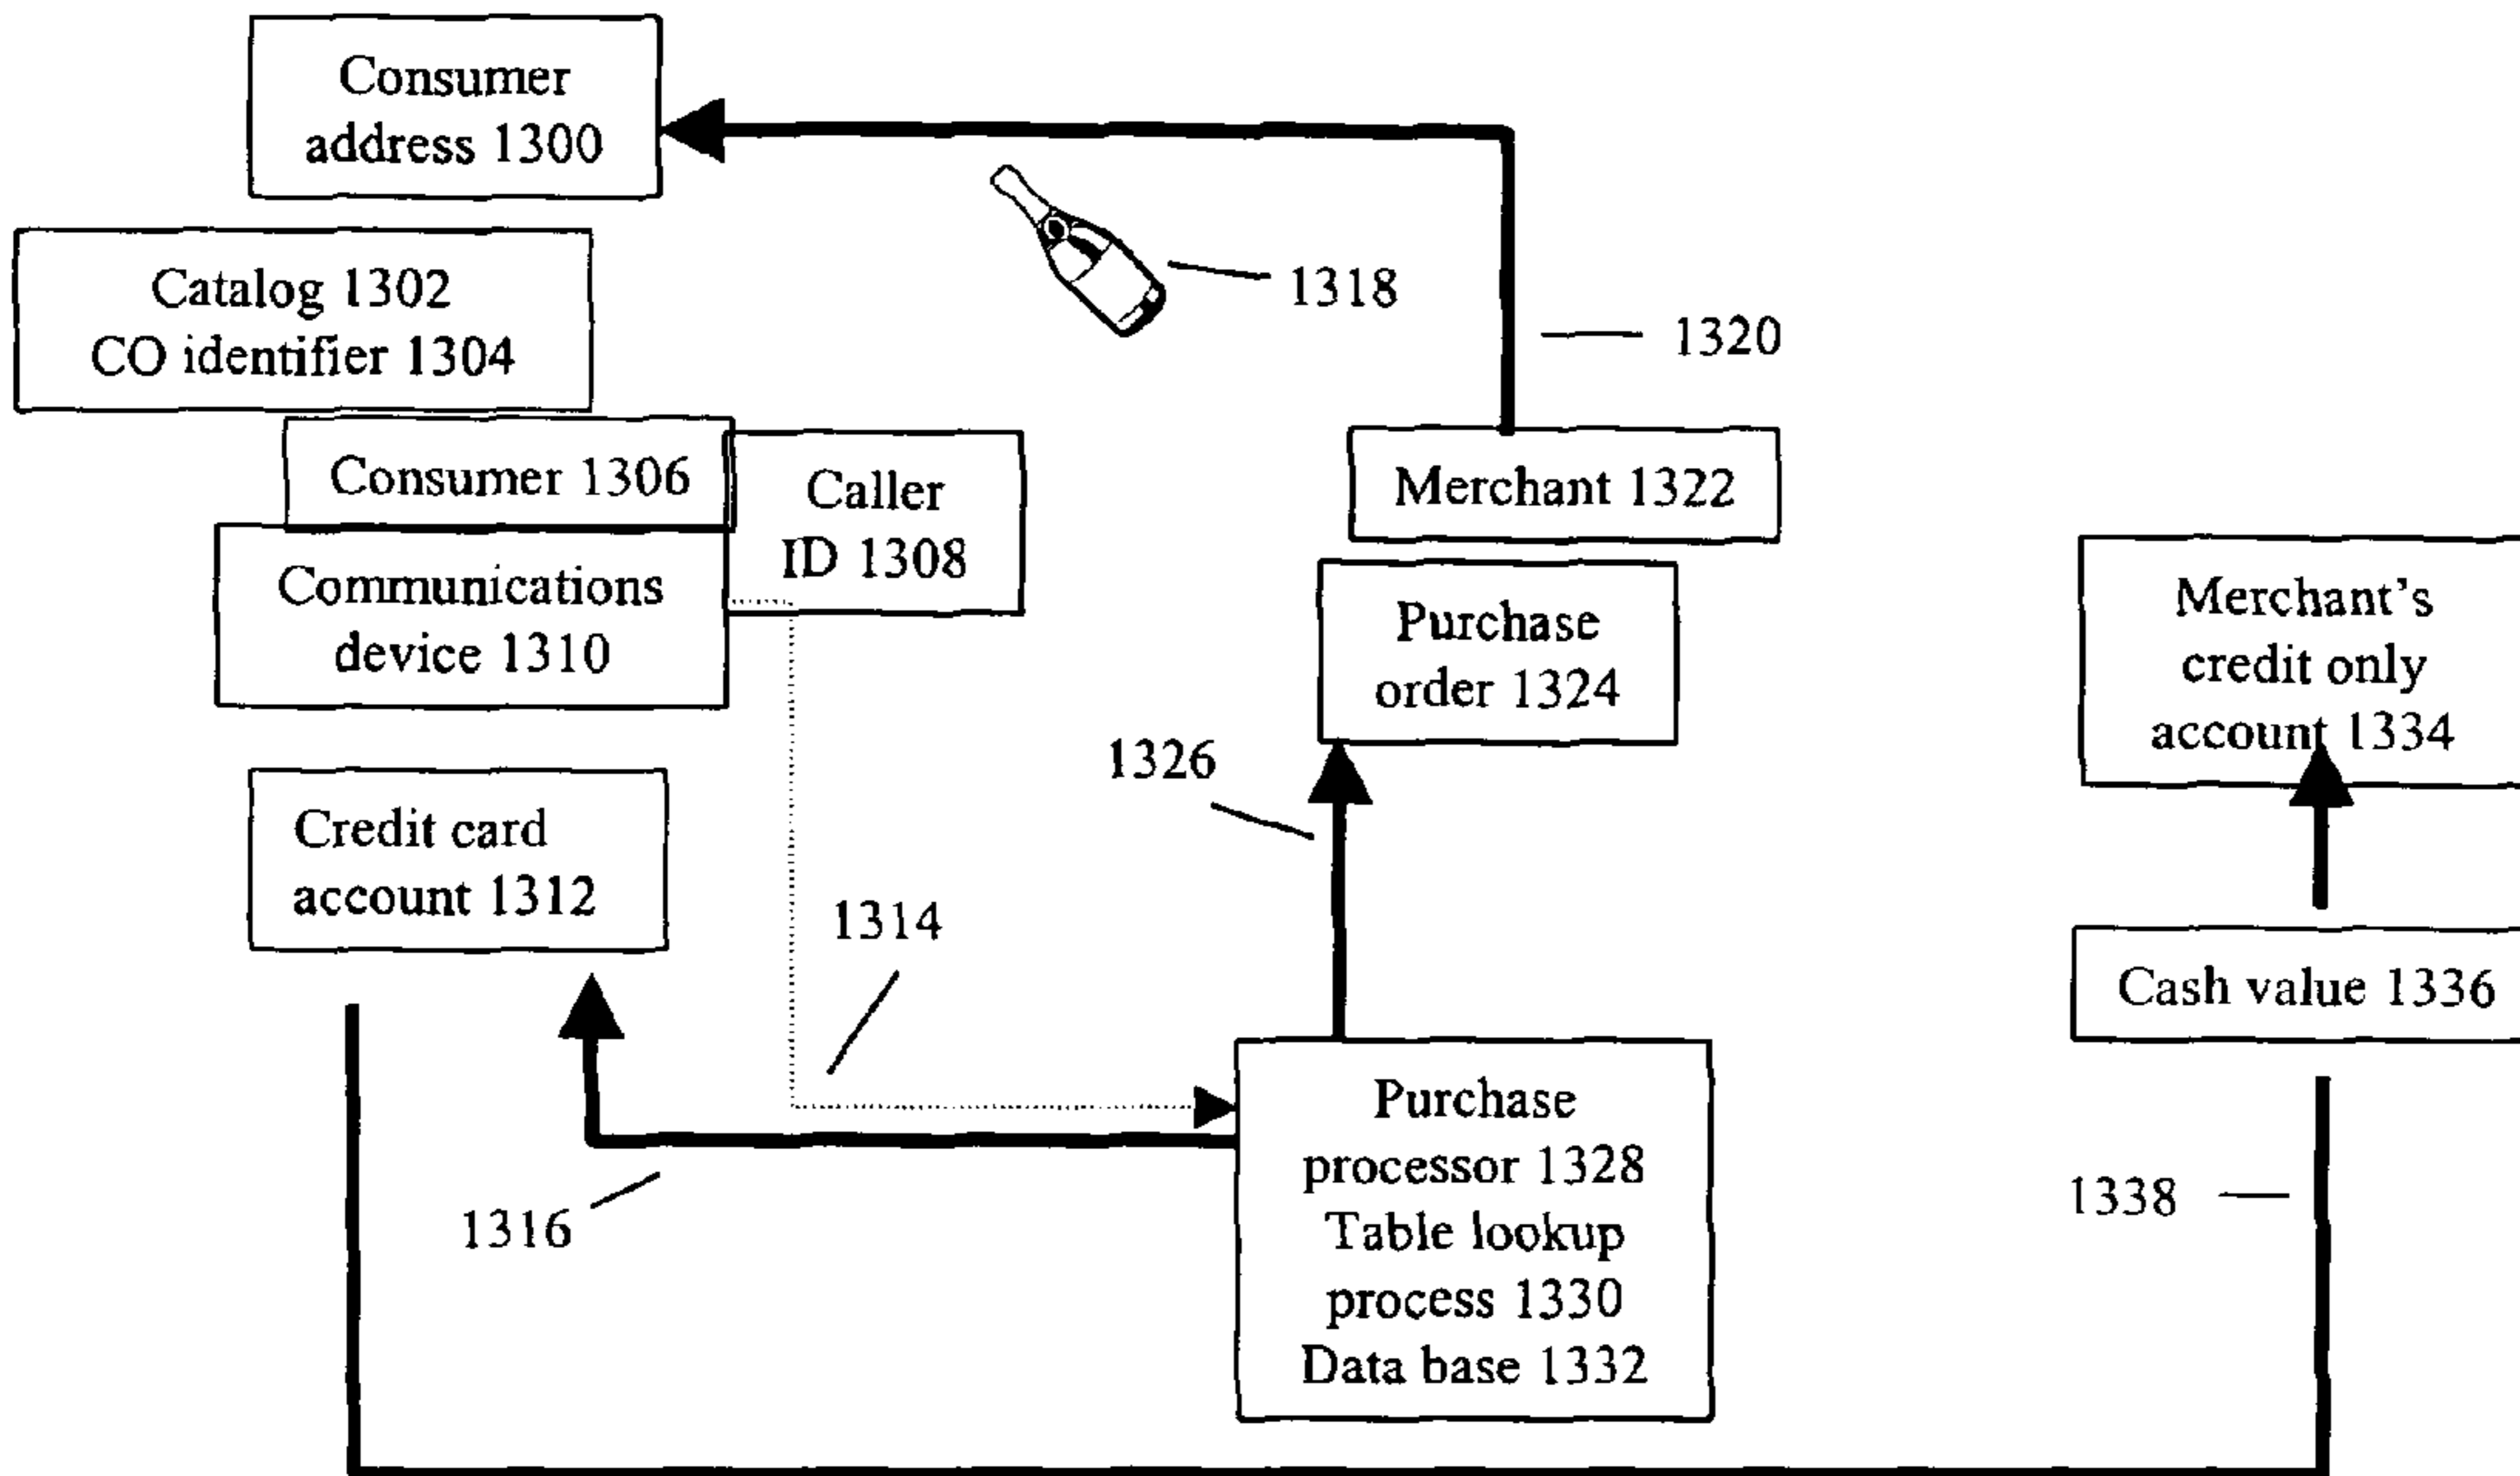 Consumer
address 1300
Catalog 1302
CO identifier 1304
1318
1320
Consumer 1306
Caller
ID 1308
Merchant 1322
Communications
device 1310
Purchase
order 1324
Merchant's
credit only
account 1334
1326
Credit card
account 1312
1314
Cash value 1336
1316
Purchase
processor 1328
Table lookup
process 1330
Data base 1332
1338